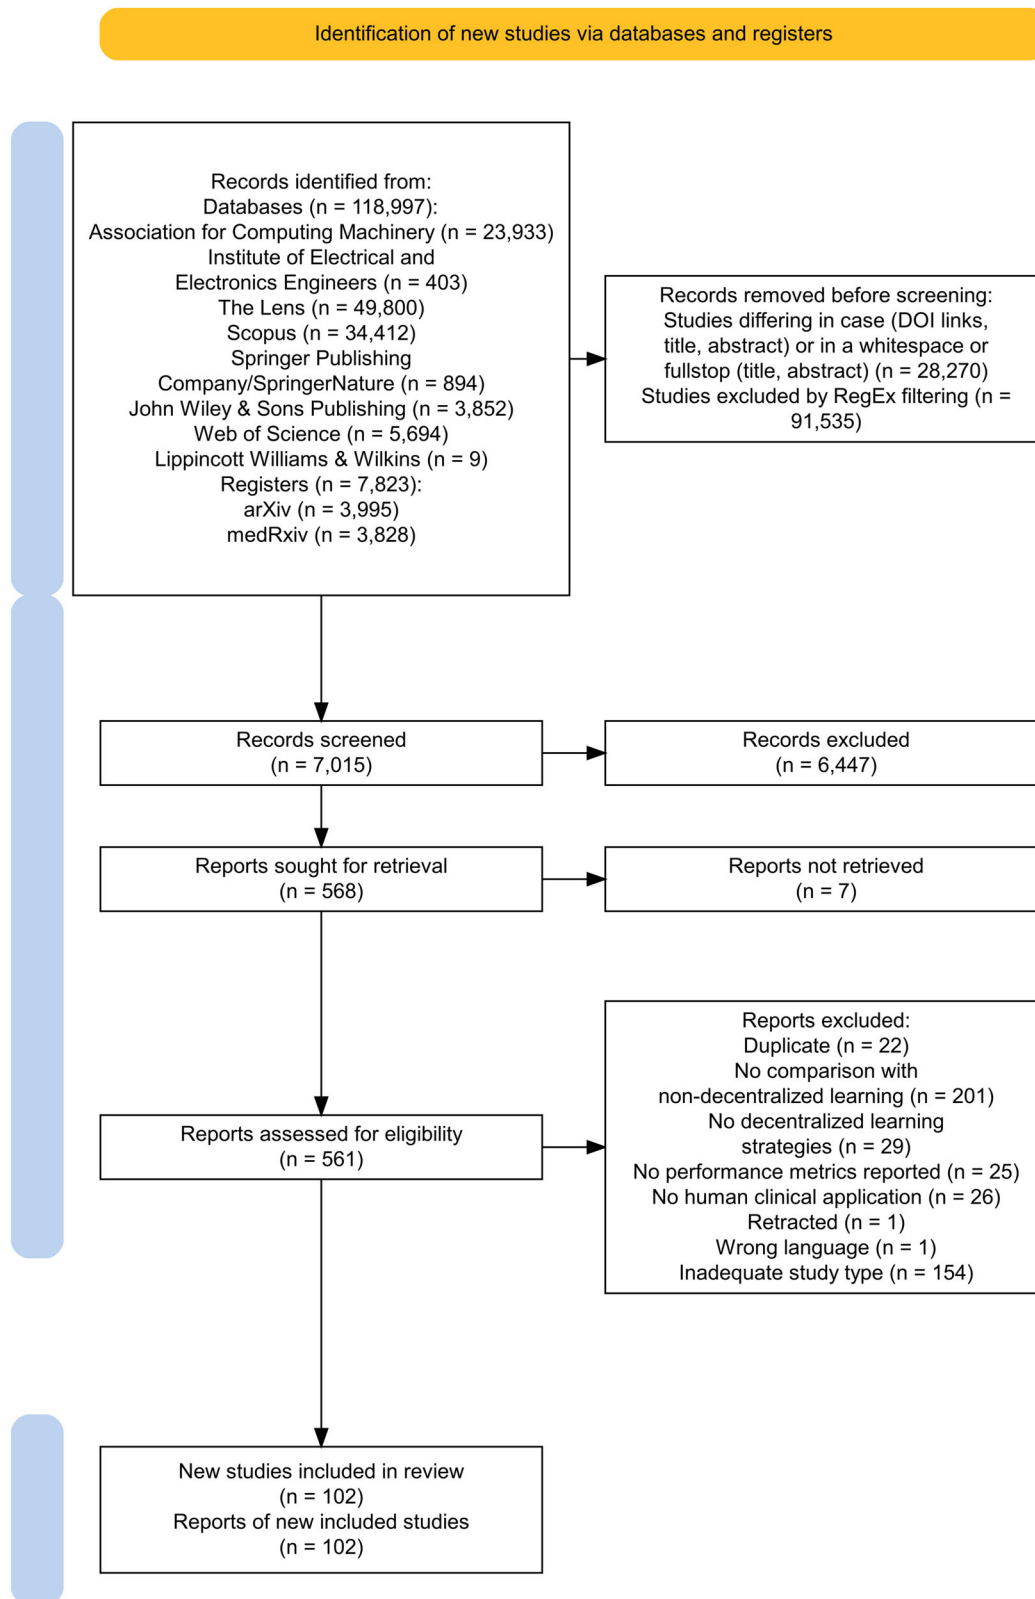 Identification of new studies via databases and registers
Records identified from:
Databases (n = 118,997):
Association for Computing Machinery (n = 23,933)
Institute of Electrical and
Electronics Engineers (n = 403)
The Lens (n = 49,800)
Scopus (n = 34,412)
Springer Publishing
Company/SpringerNature (n = 894)
John Wiley & Sons Publishing (n = 3,852)
Web of Science (n = 5,694)
Lippincott Williams & Wilkins (n = 9)
Registers (n = 7,823):
arXiv (n = 3,995)
medRxiv (n = 3,828)
Records removed before screening:
Studies differing in case (DOI links,
title, abstract) or in a whitespace or
fullstop (title, abstract) (n = 28,270)
Studies excluded by RegEx filtering (n =
91,535)
Records screened
(n = 7,015)
Records excluded
(n = 6,447)
Reports sought for retrieval
(n = 568)
Reports not retrieved
(n = 7)
Reports assessed for eligibility
(n = 561)
Reports excluded:
Duplicate (n = 22)
No comparison with
non-decentralized learning (n = 201)
No decentralized learning
strategies (n = 29)
No performance metrics reported (n = 25)
No human clinical application (n = 26)
Retracted (n = 1)
Wrong language (n = 1)
Inadequate study type (n = 154)
New studies included in review
(n = 102)
Reports of new included studies
(n = 102)